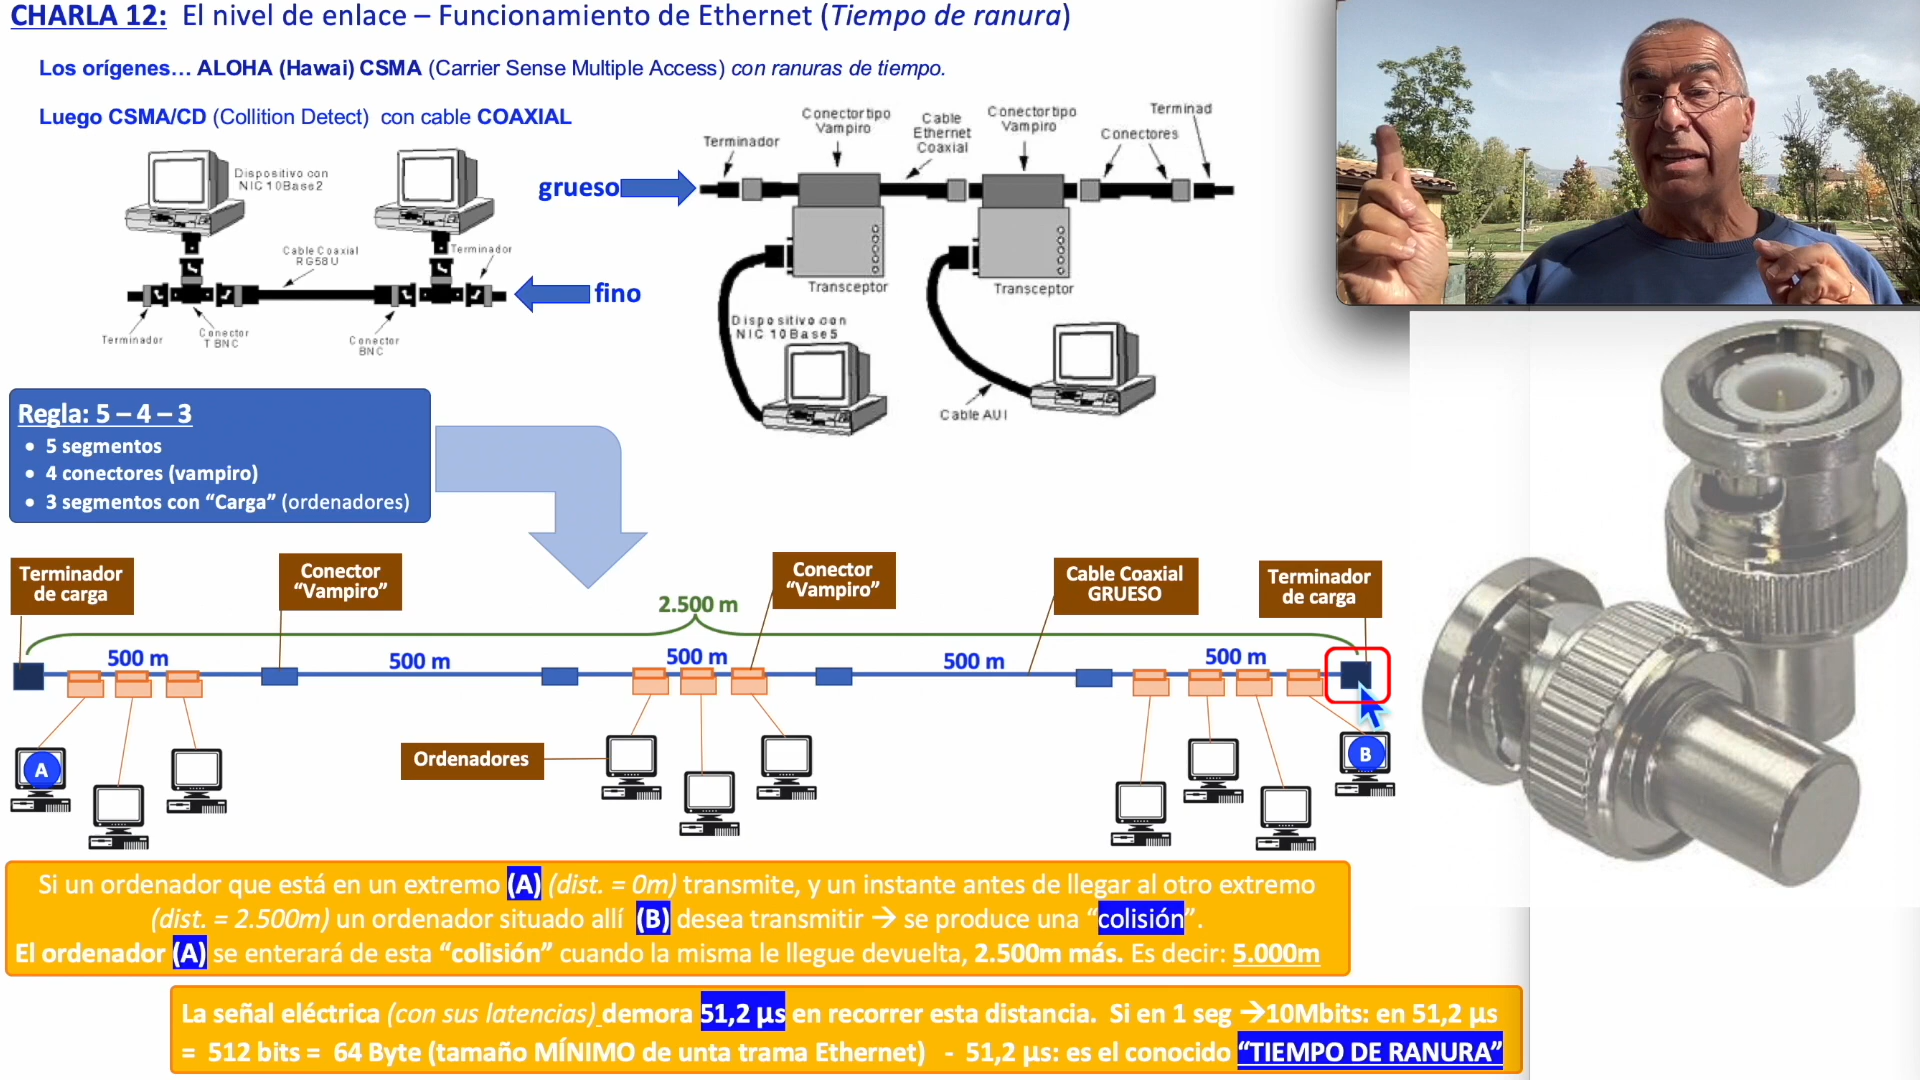 CHARLA 12: El nivel de enlace – Funcionamiento de Ethernet (Tiempo de ranura)
Los orígenes… ALOHA (Hawai) CSMA (Carrier Sense Multiple Access) con ranuras de tiempo.
Luego CSMA/CD (Collition Detect) con cable COAXIAL
Dispositivo con
NIC 10Base2
Cable Coaxial
RG58U
Terminador
Terminador
Conector
T BNC
Conector
BNC
grueso
fino
Terminador
Conector tipo
Vampiro
Cable
Ethernet
Coaxial
Conector tipo
Vampiro
Conectores
Terminad
Transceptor
Transceptor
Dispositivo con
NIC 10Base5
Cable AUI
Regla: 5 – 4 – 3
• 5 segmentos
• 4 conectores (vampiro)
• 3 segmentos con “Carga” (ordenadores)
Terminador
de carga
Conector
“Vampiro”
2.500 m
Conector
“Vampiro”
Cable Coaxial
GRUESO
Terminador
de carga
500 m
500 m
500 m
500 m
500 m
A
Ordenadores
B
Si un ordenador que está en un extremo (A) (dist. = 0m) transmite, y un instante antes de llegar al otro extremo
(dist. = 2.500m) un ordenador situado allí (B) desea transmitir → se produce una “colisión”.
El ordenador (A) se enterará de esta “colisión” cuando la misma le llegue devuelta, 2.500m más. Es decir: 5.000m
La señal eléctrica (con sus latencias) demora 51,2 µs en recorrer esta distancia. Si en 1 seg →10Mbits: en 51,2 µs
= 512 bits = 64 Byte (tamaño MÍNIMO de unta trama Ethernet) - 51,2 µs: es el conocido “TIEMPO DE RANURA”